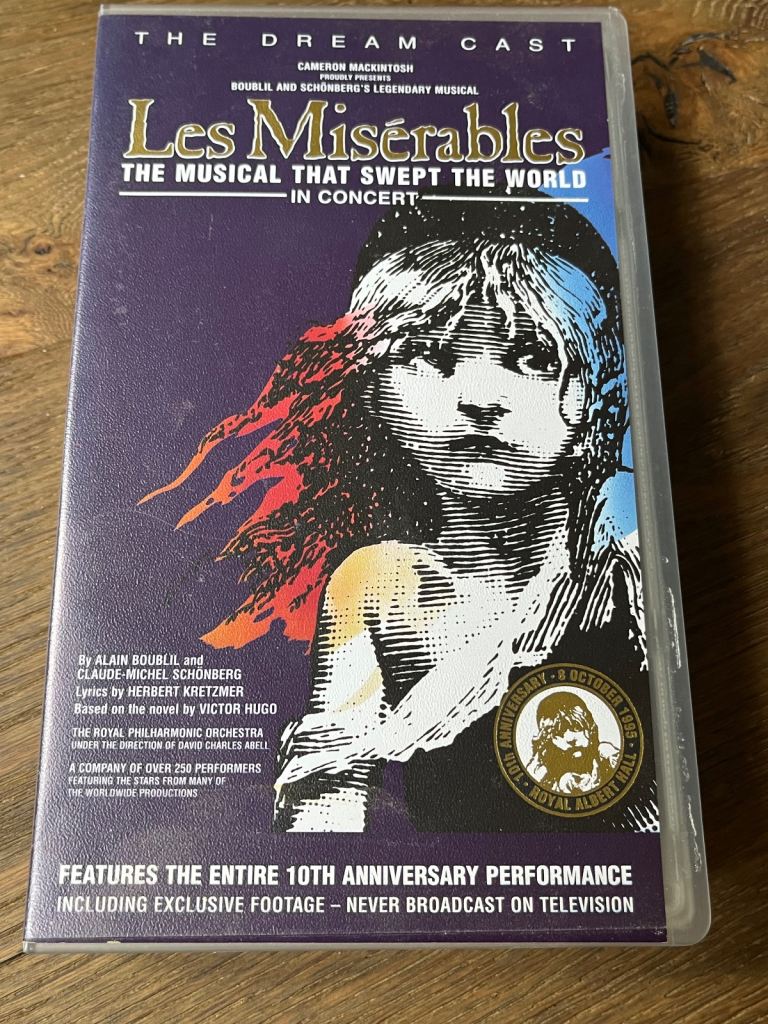 THE DREAM CAST
CAMERON MACKINTOSH
PROUDLY PRESENTS
BOUBLIL AND SCHÖNBERG'S LEGENDARY MUSICAL
Les Misérables
THE MUSICAL THAT SWEPT THE WORLD
IN CONCERT
By ALAIN BOUBLIL and
CLAUDE-MICHEL SCHÖNBERG
Lyrics by HERBERT KRETZMER
Based on the novel by VICTOR HUGO
THE ROYAL PHILHARMONIC ORCHESTRA
UNDER THE DIRECTION OF DAVID CHARLES ABELL
A COMPANY OF OVER 250 PERFORMERS
FEATURING THE STARS FROM MANY OF
THE WORLDWIDE PRODUCTIONS
10th ANNIVERSARY · 8 OCTOBER 1995
· ROYAL ALBERT HALL ·
FEATURES THE ENTIRE 10TH ANNIVERSARY PERFORMANCE
INCLUDING EXCLUSIVE FOOTAGE – NEVER BROADCAST ON TELEVISION